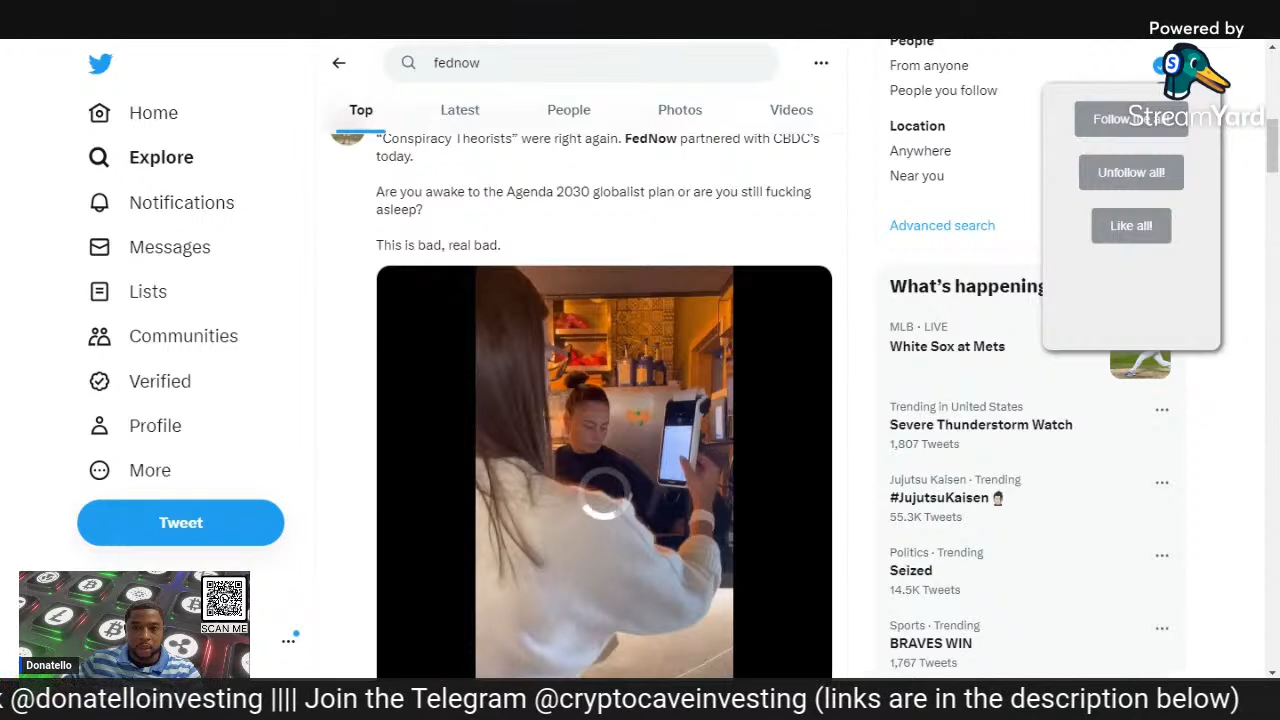 Powered by
StreamYard
fednow
Home
Explore
Notifications
Messages
Lists
Communities
Verified
Profile
More
Tweet
Top
Latest
People
Photos
Videos
“Conspiracy Theorists” were right again. FedNow partnered with CBDC's
today.
Are you awake to the Agenda 2030 globalist plan or are you still fucking
asleep?
This is bad, real bad.
People
From anyone
People you follow
Location
Anywhere
Near you
Advanced search
Follow
Unfollow all!
Like all!
What’s happening
MLB · LIVE
White Sox at Mets
Trending in United States
Severe Thunderstorm Watch
1,807 Tweets
Jujutsu Kaisen · Trending
#JujutsuKaisen
55.3K Tweets
Politics · Trending
Seized
14.5K Tweets
Sports · Trending
BRAVES WIN
1,767 Tweets
SCAN ME
Donatello
@donatelloinvesting |||| Join the Telegram @cryptocaveinvesting (links are in the description below)